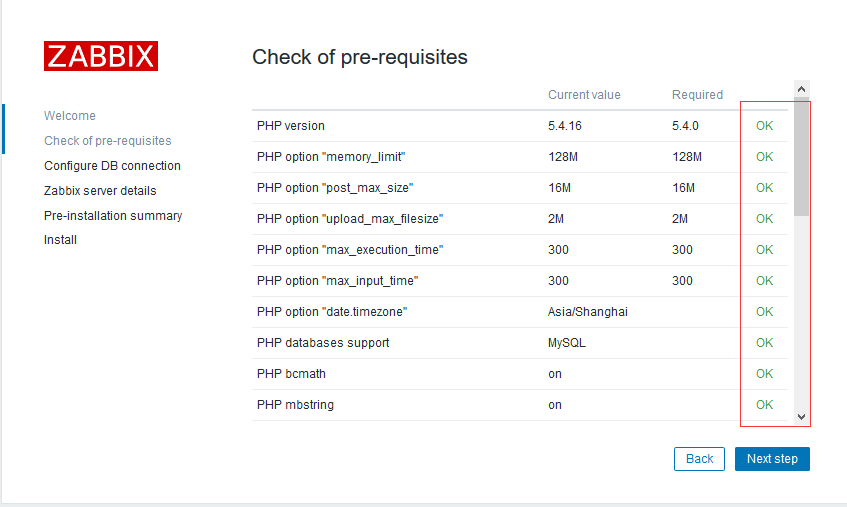 ZABBIX
Welcome
Check of pre-requisites
Configure DB connection
Zabbix server details
Pre-installation summary
Install
Check of pre-requisites
Current value Required
PHP version 5.4.16 5.4.0 OK
PHP option "memory_limit" 128M 128M OK
PHP option "post_max_size" 16M 16M OK
PHP option "upload_max_filesize" 2M 2M OK
PHP option "max_execution_time" 300 300 OK
PHP option "max_input_time" 300 300 OK
PHP option "date.timezone" Asia/Shanghai OK
PHP databases support MySQL OK
PHP bcmath on OK
PHP mbstring on OK
Back Next step